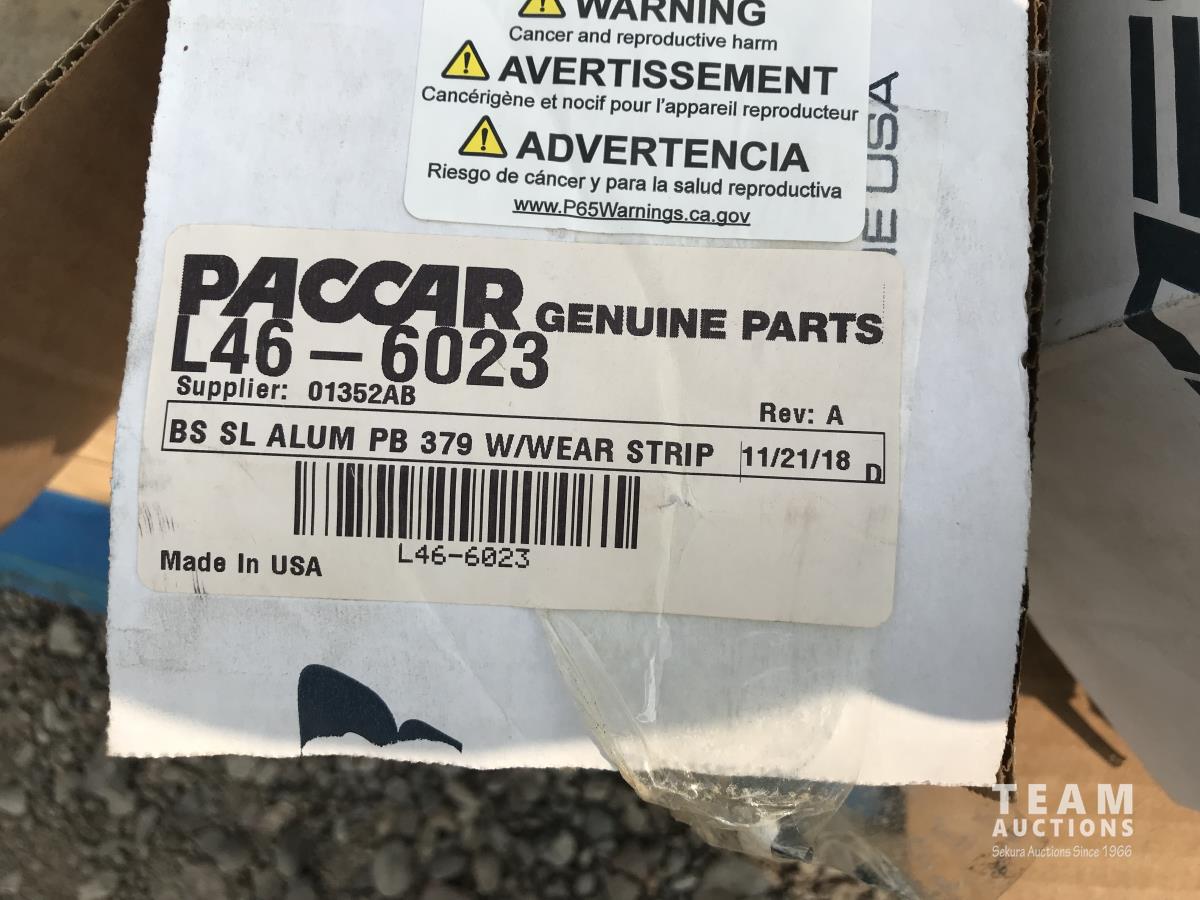 WARNING
Cancer and reproductive harm
AVERTISSEMENT
Cancérigène et nocif pour l'appareil reproducteur
ADVERTENCIA
Riesgo de cáncer y para la salud reproductiva
www.P65Warnings.ca.gov
USA
PACCAR GENUINE PARTS
L46-6023
Supplier: 01352AB
Rev: A
BS SL ALUM PB 379 W/WEAR STRIP 11/21/18 D
L46-6023
Made In USA
TEAM
AUCTIONS
Sekura Auctions Since 1966